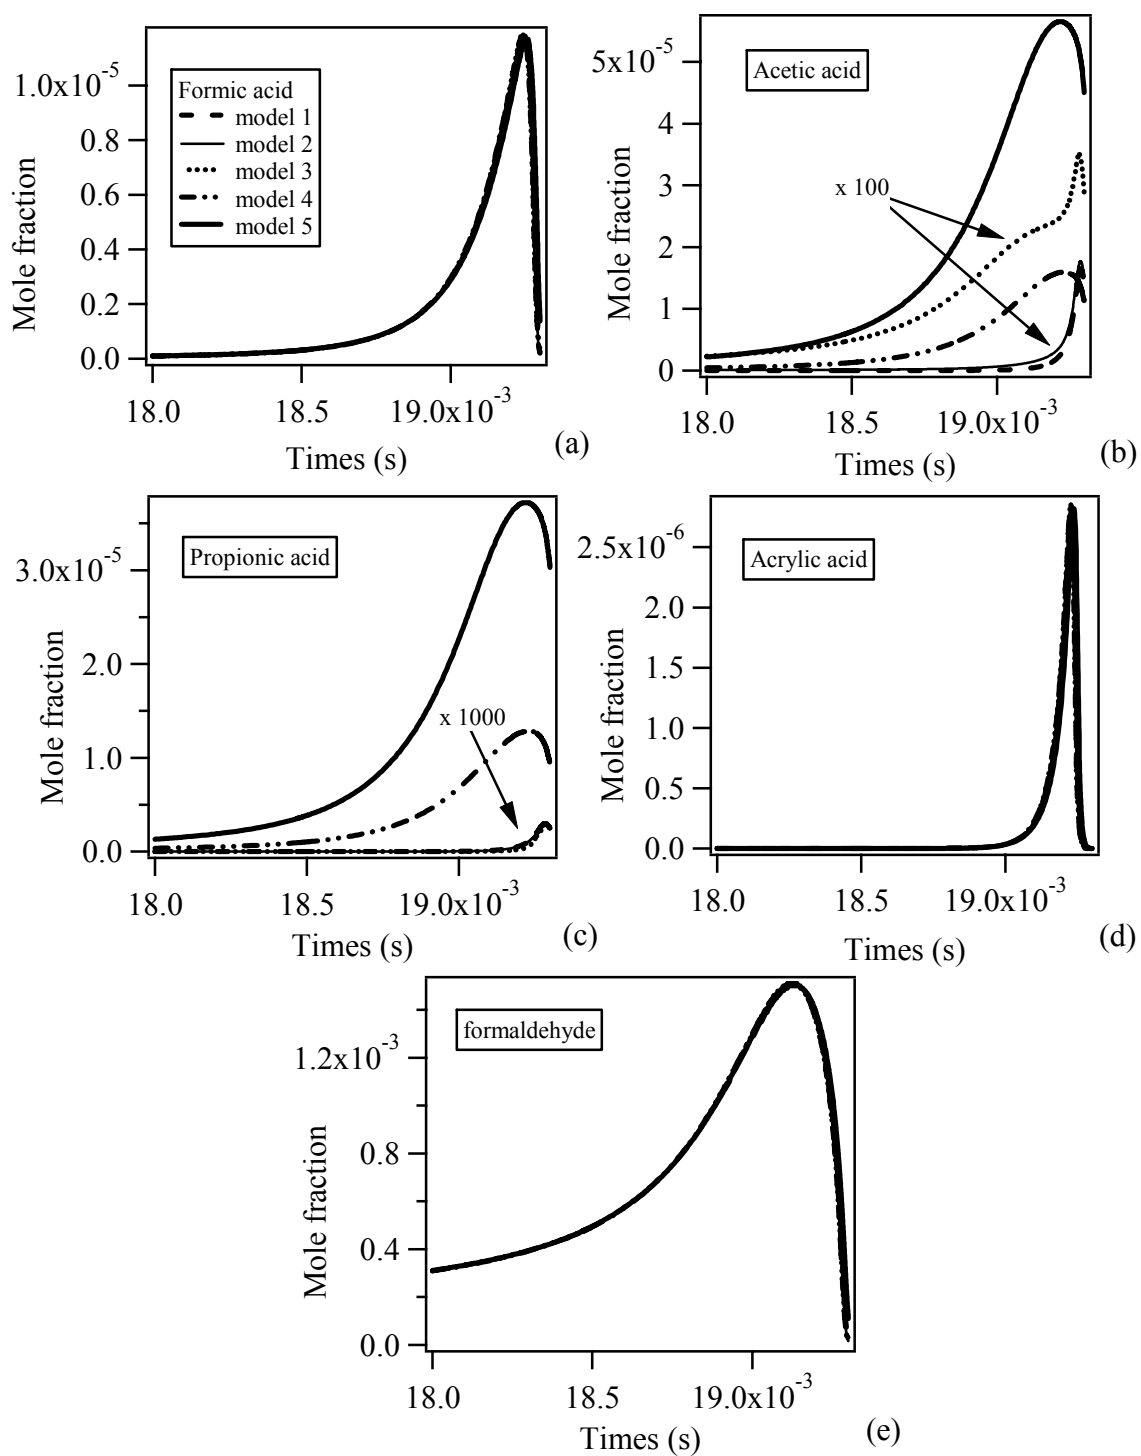 Mole fraction
1.0x10⁻⁵
0.8
0.6
0.4
0.2
0.0
Formic acid
model 1
model 2
model 3
model 4
model 5
18.0
18.5
19.0x10⁻³
Times (s)
(a)
Mole fraction
5x10⁻⁵
4
3
2
1
0
Acetic acid
x 100
18.0
18.5
19.0x10⁻³
Times (s)
(b)
Mole fraction
3.0x10⁻⁵
2.0
1.0
0.0
Propionic acid
x 1000
18.0
18.5
19.0x10⁻³
Times (s)
(c)
Mole fraction
2.5x10⁻⁶
2.0
1.5
1.0
0.5
0.0
Acrylic acid
18.0
18.5
19.0x10⁻³
Times (s)
(d)
Mole fraction
1.2x10⁻³
0.8
0.4
0.0
formaldehyde
18.0
18.5
19.0x10⁻³
Times (s)
(e)